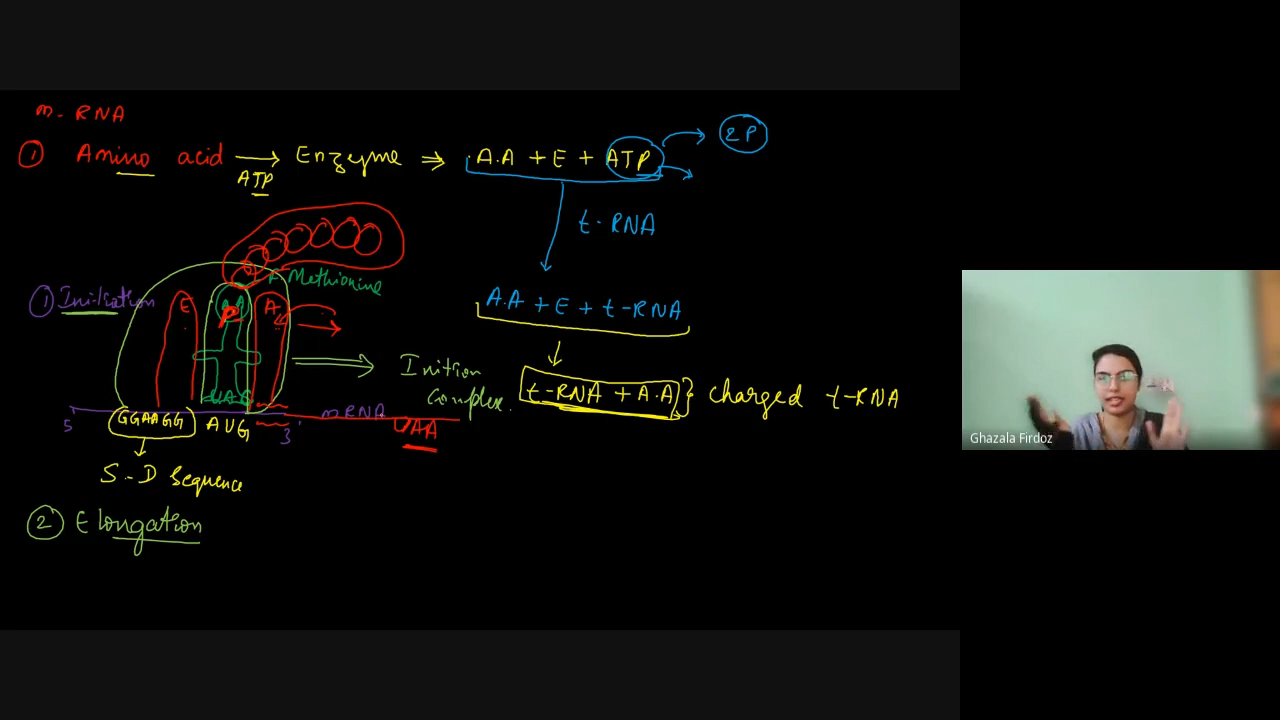 m-RNA
① Amino acid → Enzyme ⇒ A.A + E + ATP → 2P
ATP
t-RNA
f Methionine
① Initiation
E P A
A.A + E + t-RNA
Inition
Complex.
t-RNA + A.A } Charged t-RNA
UAC
5' mRNA 3'
GGAAGG AUG UAA
S-D Sequence
② Elongation
Ghazala Firdoz